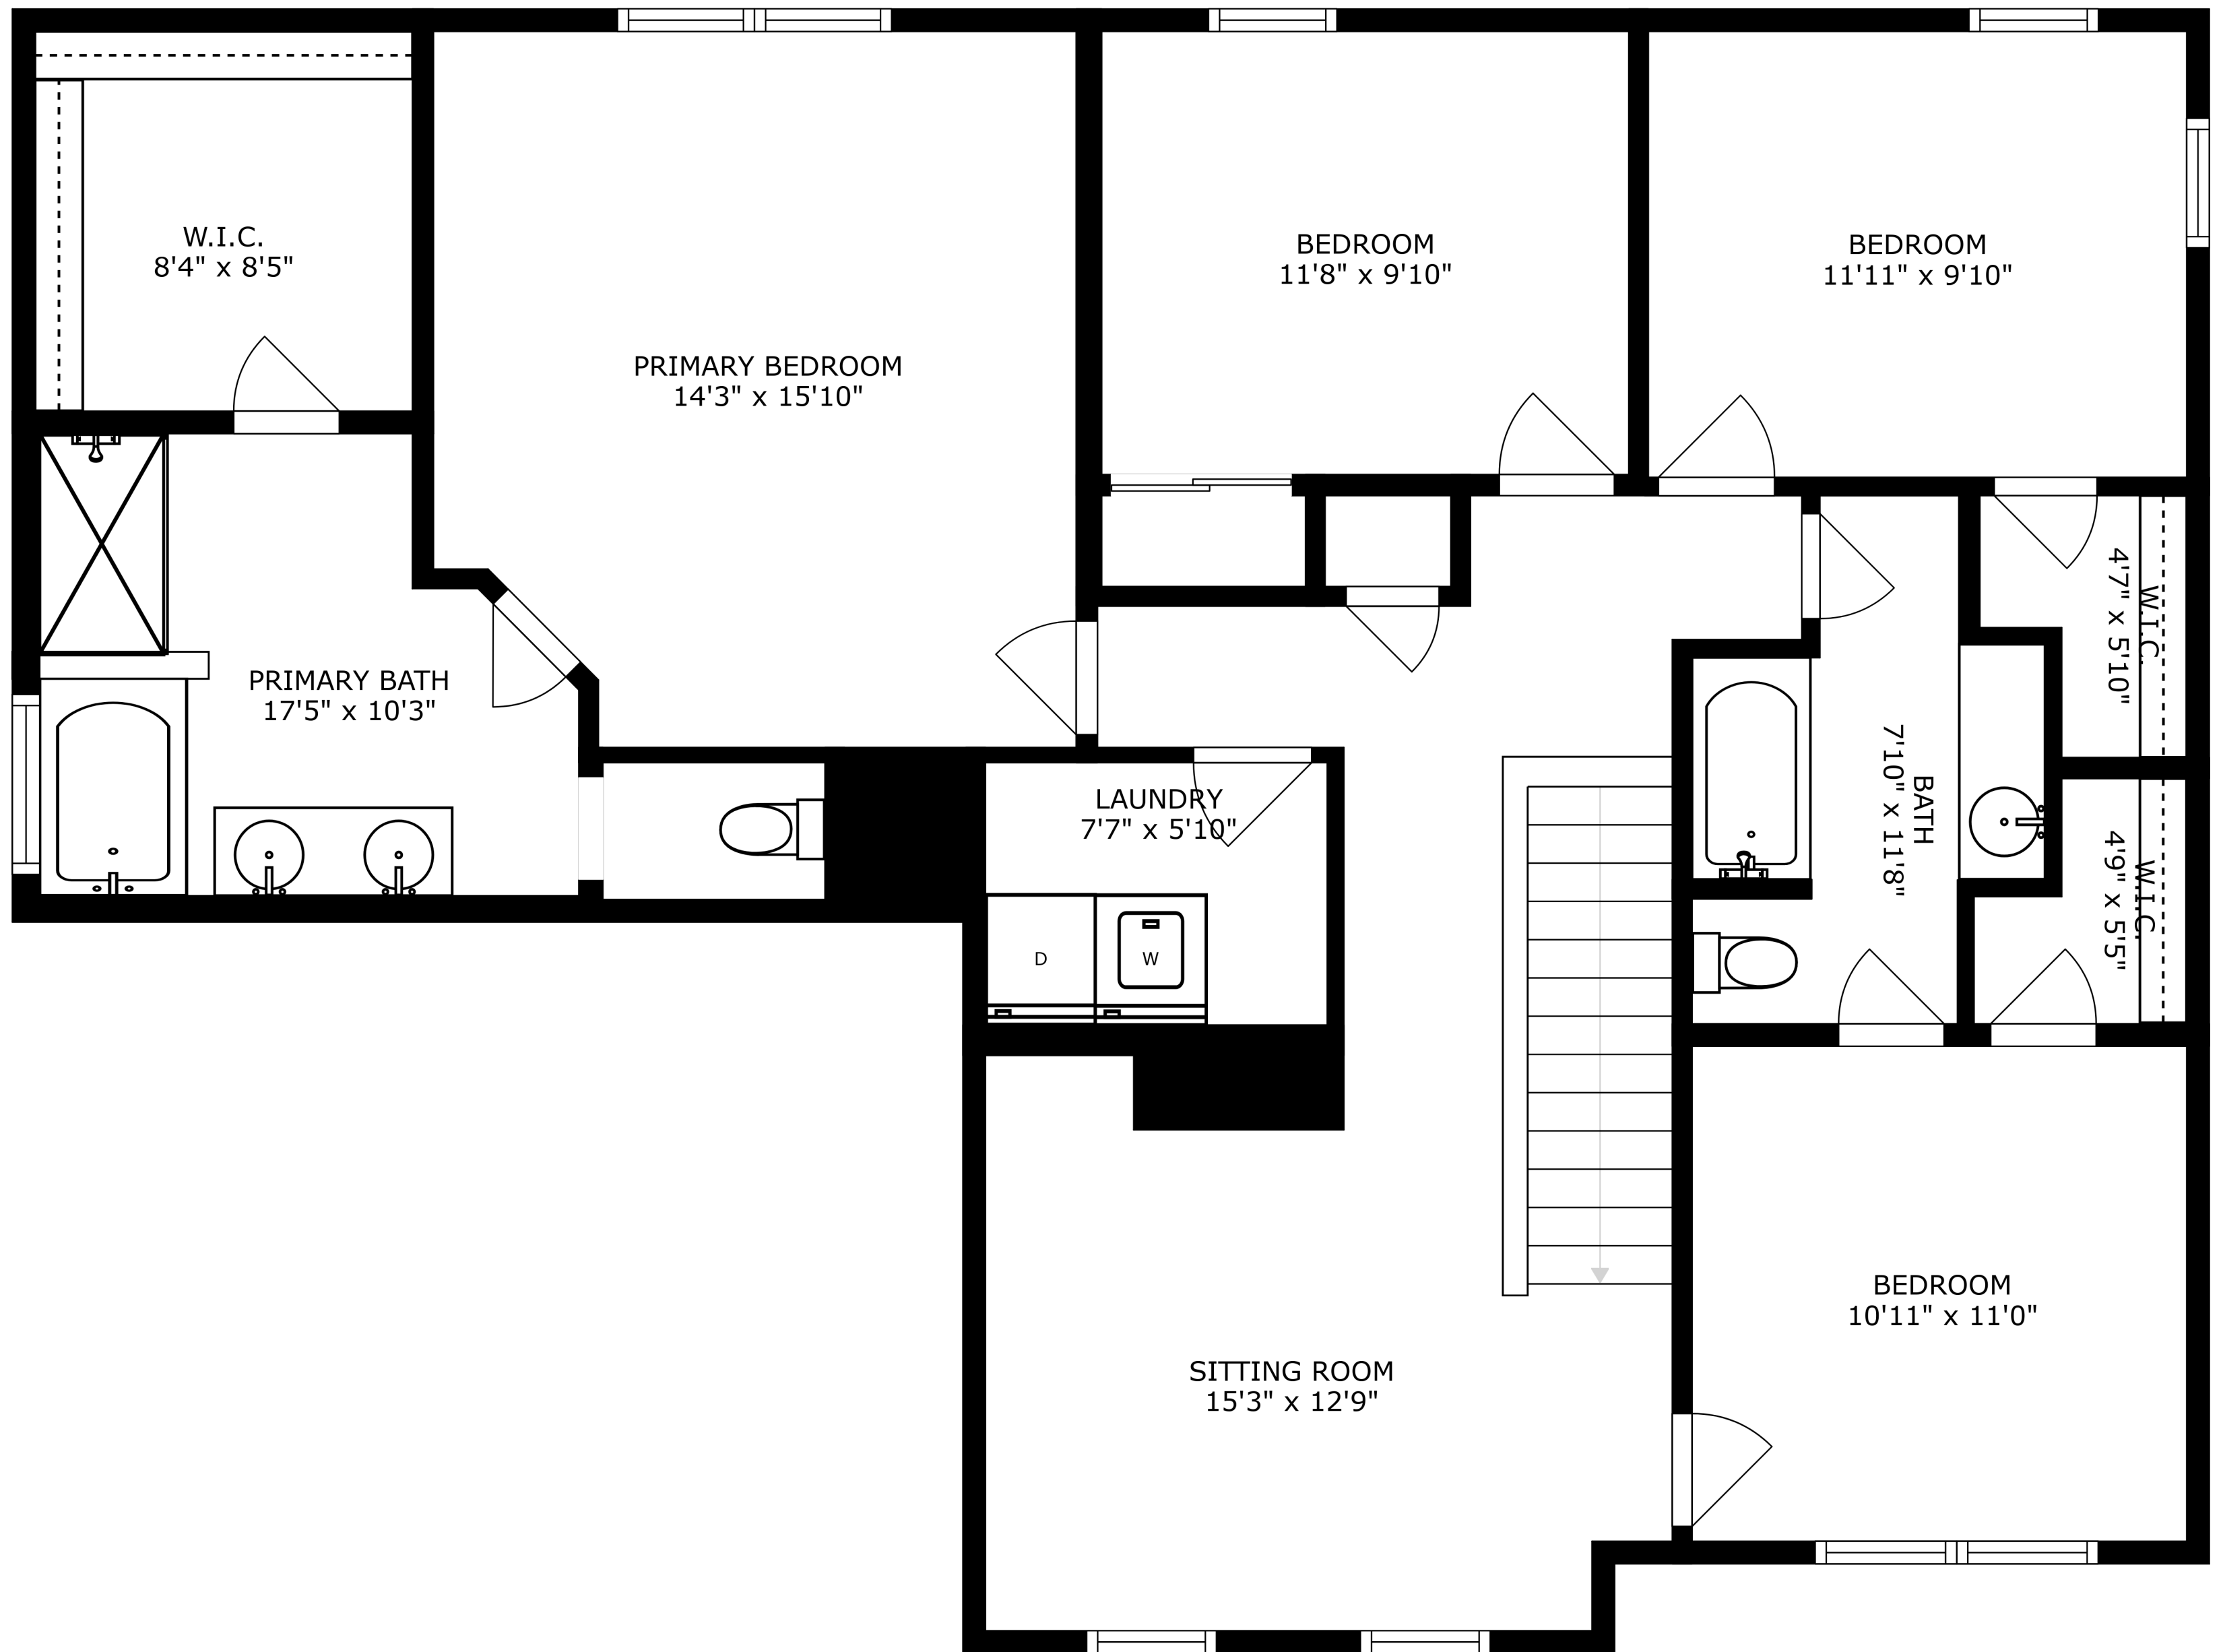 W.I.C.
8'4" x 8'5"
PRIMARY BEDROOM
14'3" x 15'10"
BEDROOM
11'8" x 9'10"
BEDROOM
11'11" x 9'10"
PRIMARY BATH
17'5" x 10'3"
LAUNDRY
7'7" x 5'10"
D
W
BATH
7'10" x 11'8"
W.I.C.
4'7" x 5'10"
W.I.C.
4'9" x 5'5"
BEDROOM
10'11" x 11'0"
SITTING ROOM
15'3" x 12'9"